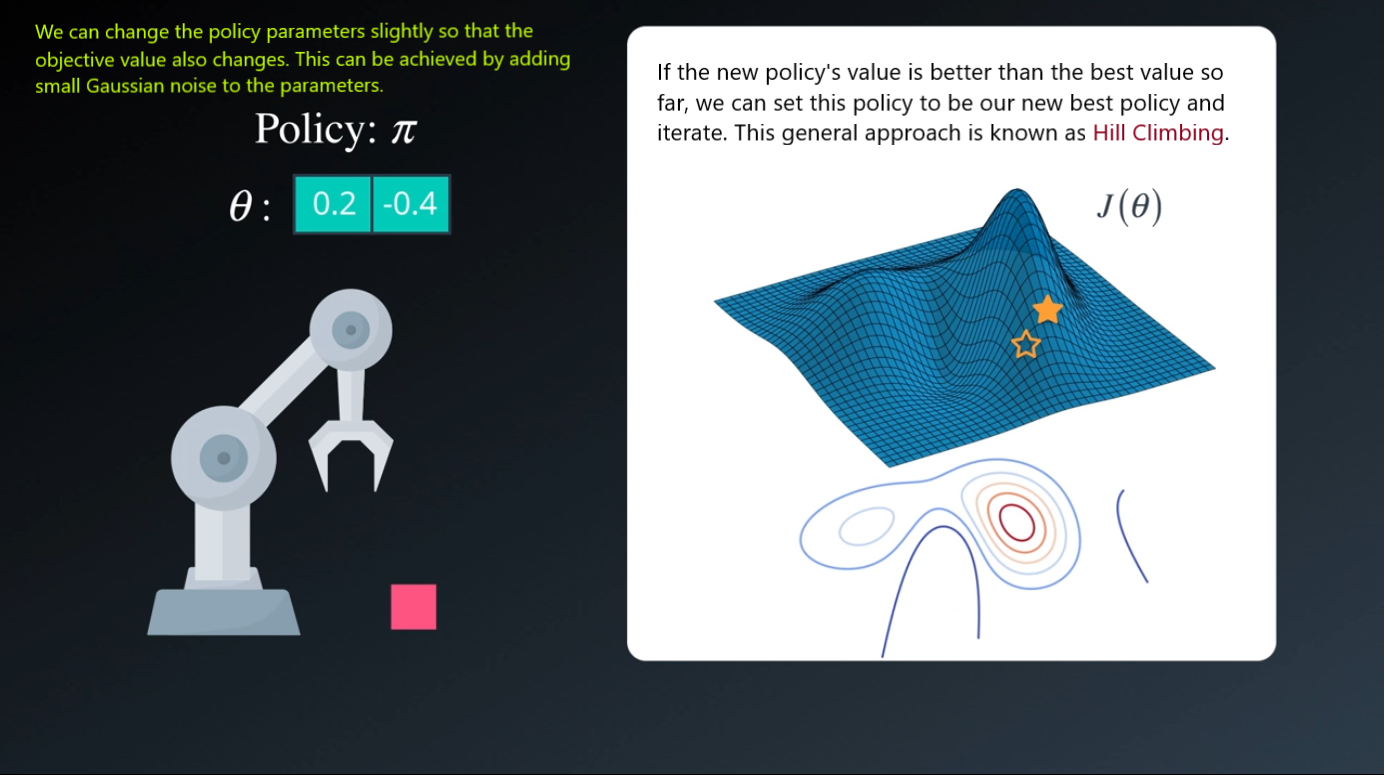 We can change the policy parameters slightly so that the
objective value also changes. This can be achieved by adding
small Gaussian noise to the parameters.
Policy: π
θ : 0.2 -0.4
If the new policy's value is better than the best value so
far, we can set this policy to be our new best policy and
iterate. This general approach is known as Hill Climbing.
J(θ)